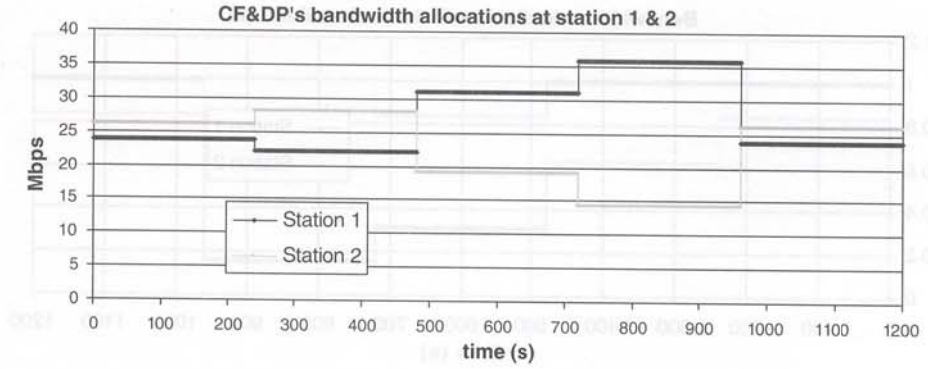 CF&DP's bandwidth allocations at station 1 & 2
40
35
30
25
20
15
10
5
0
Mbps
Station 1
Station 2
0 100 200 300 400 500 600 700 800 900 1000 1100 1200
time (s)